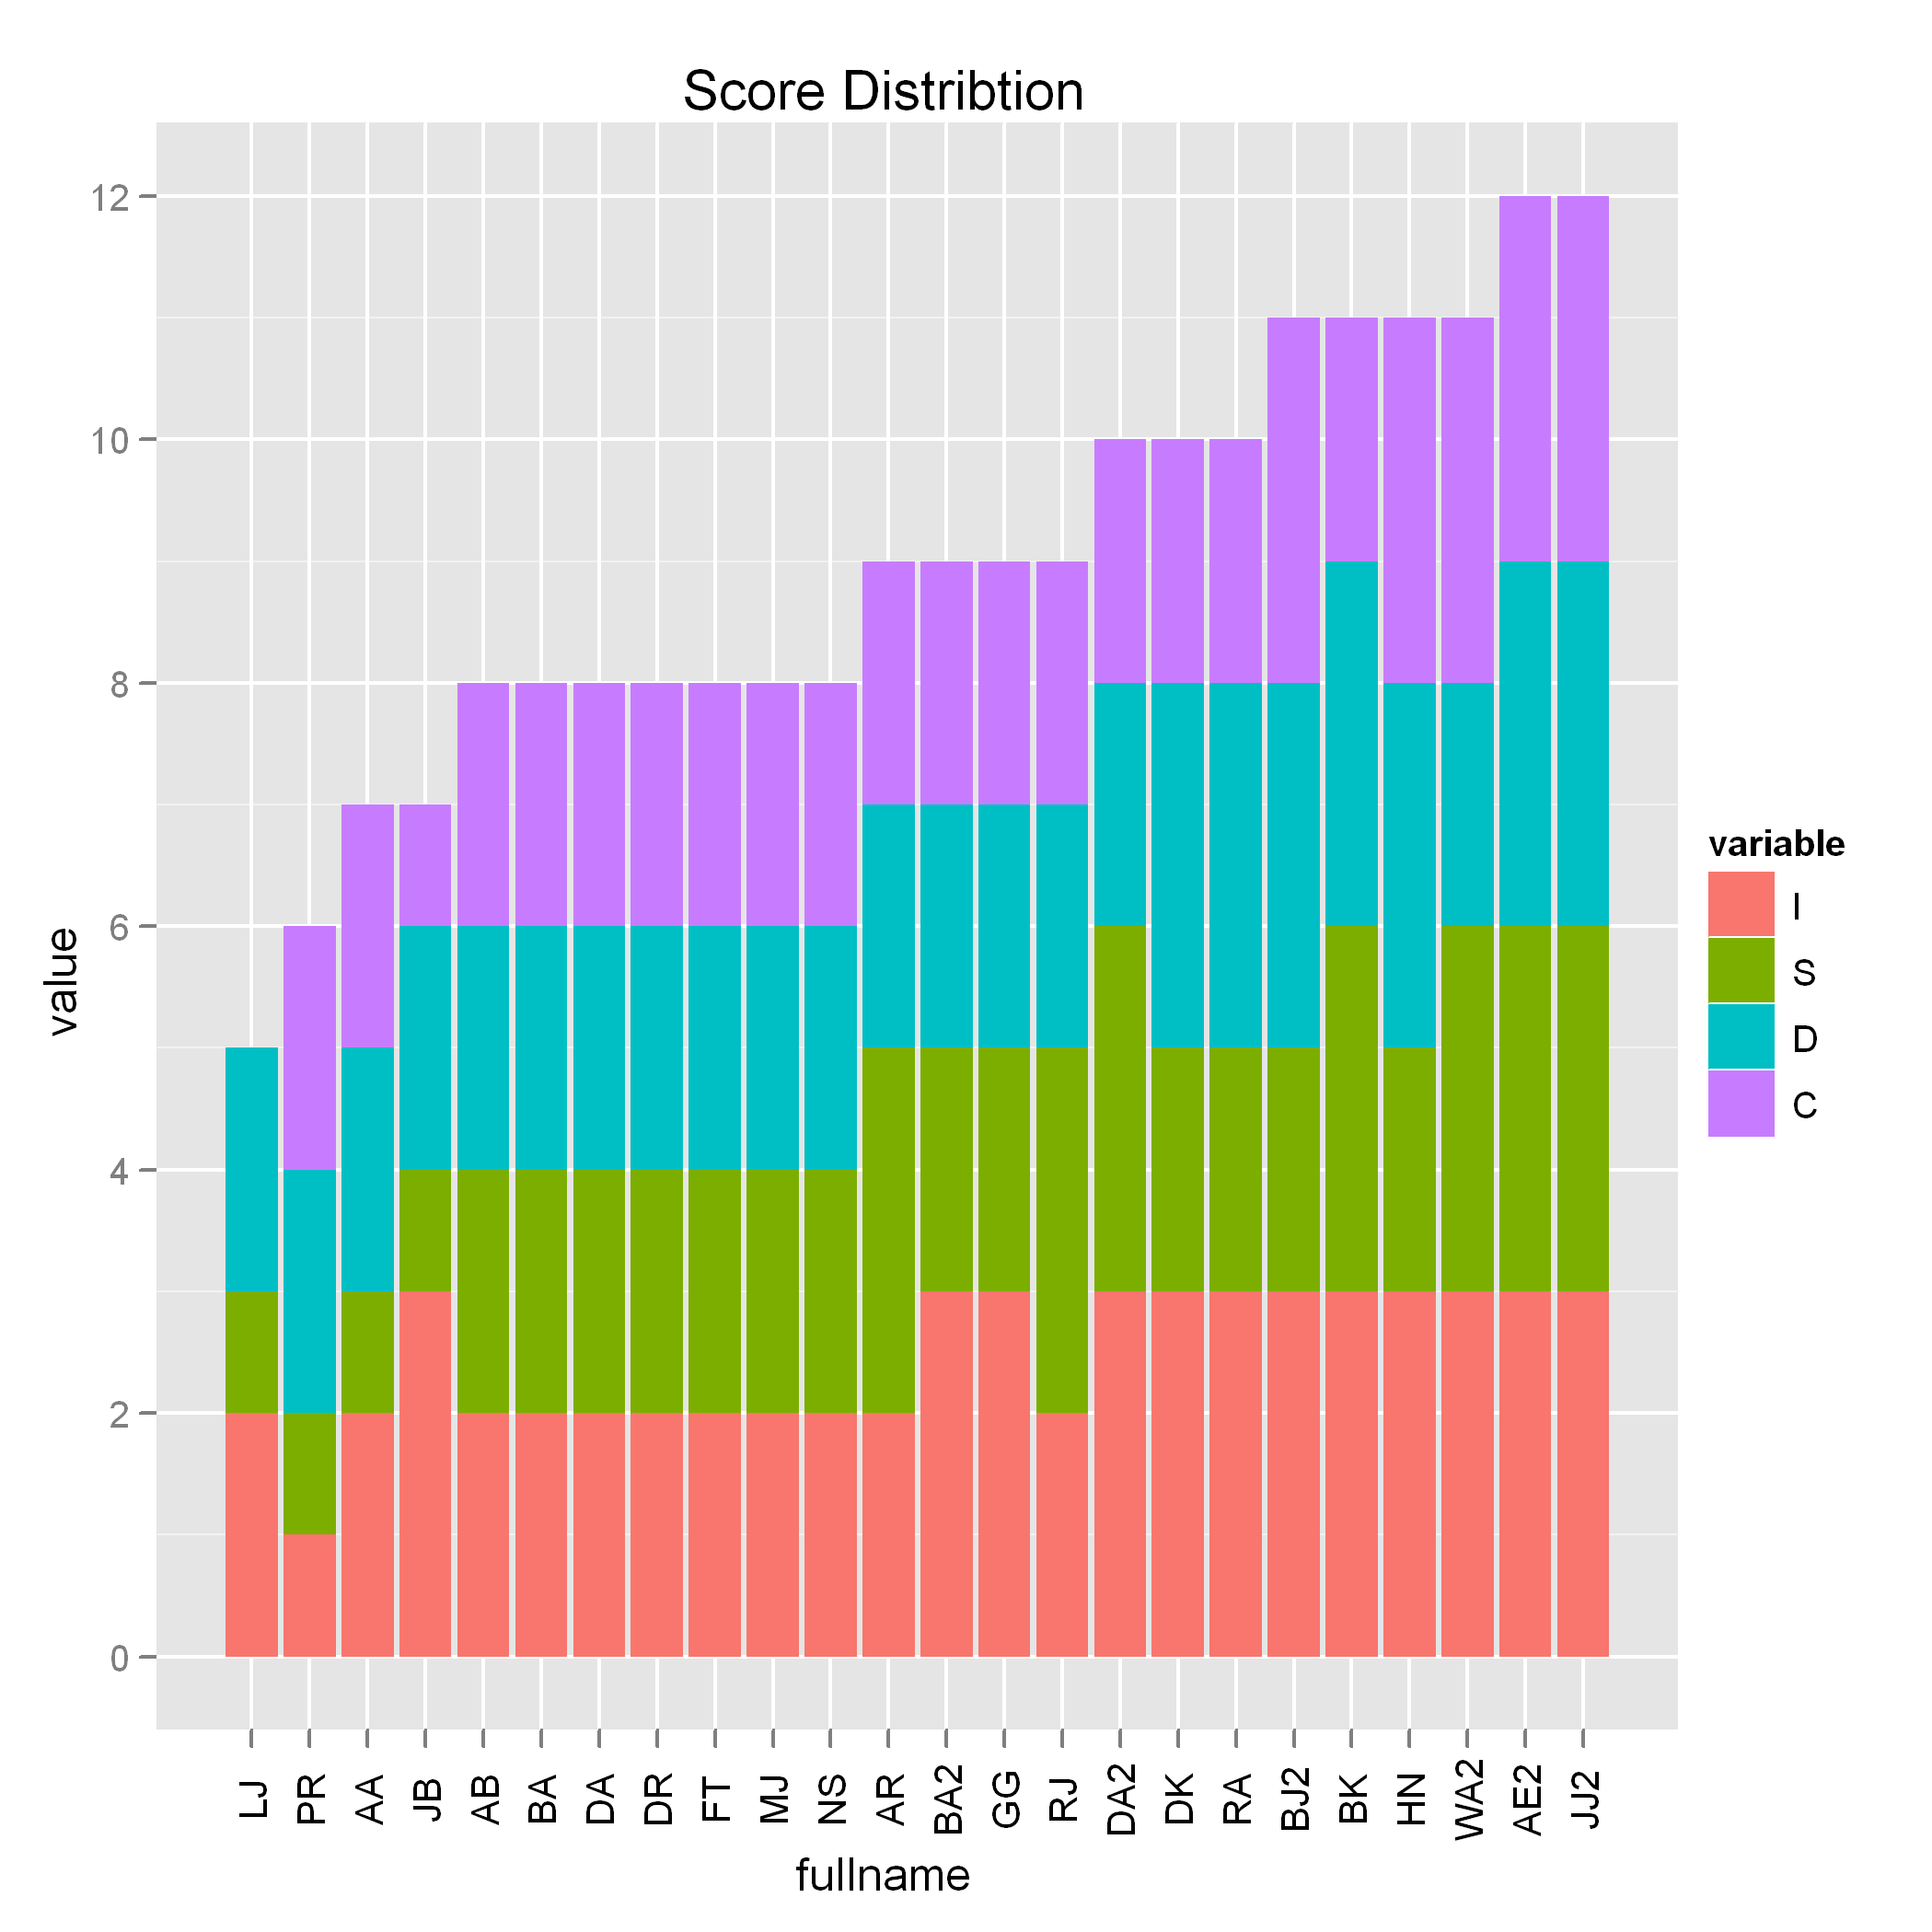 Score Distribtion
12
10
8
6
4
2
0
value
LJ PR AA JB AB BA DA DR FT MJ NS AR BA2 GG RJ DA2 DK RA BJ2 BK HN WA2 AE2 JJ2
fullname
variable
I
S
D
C